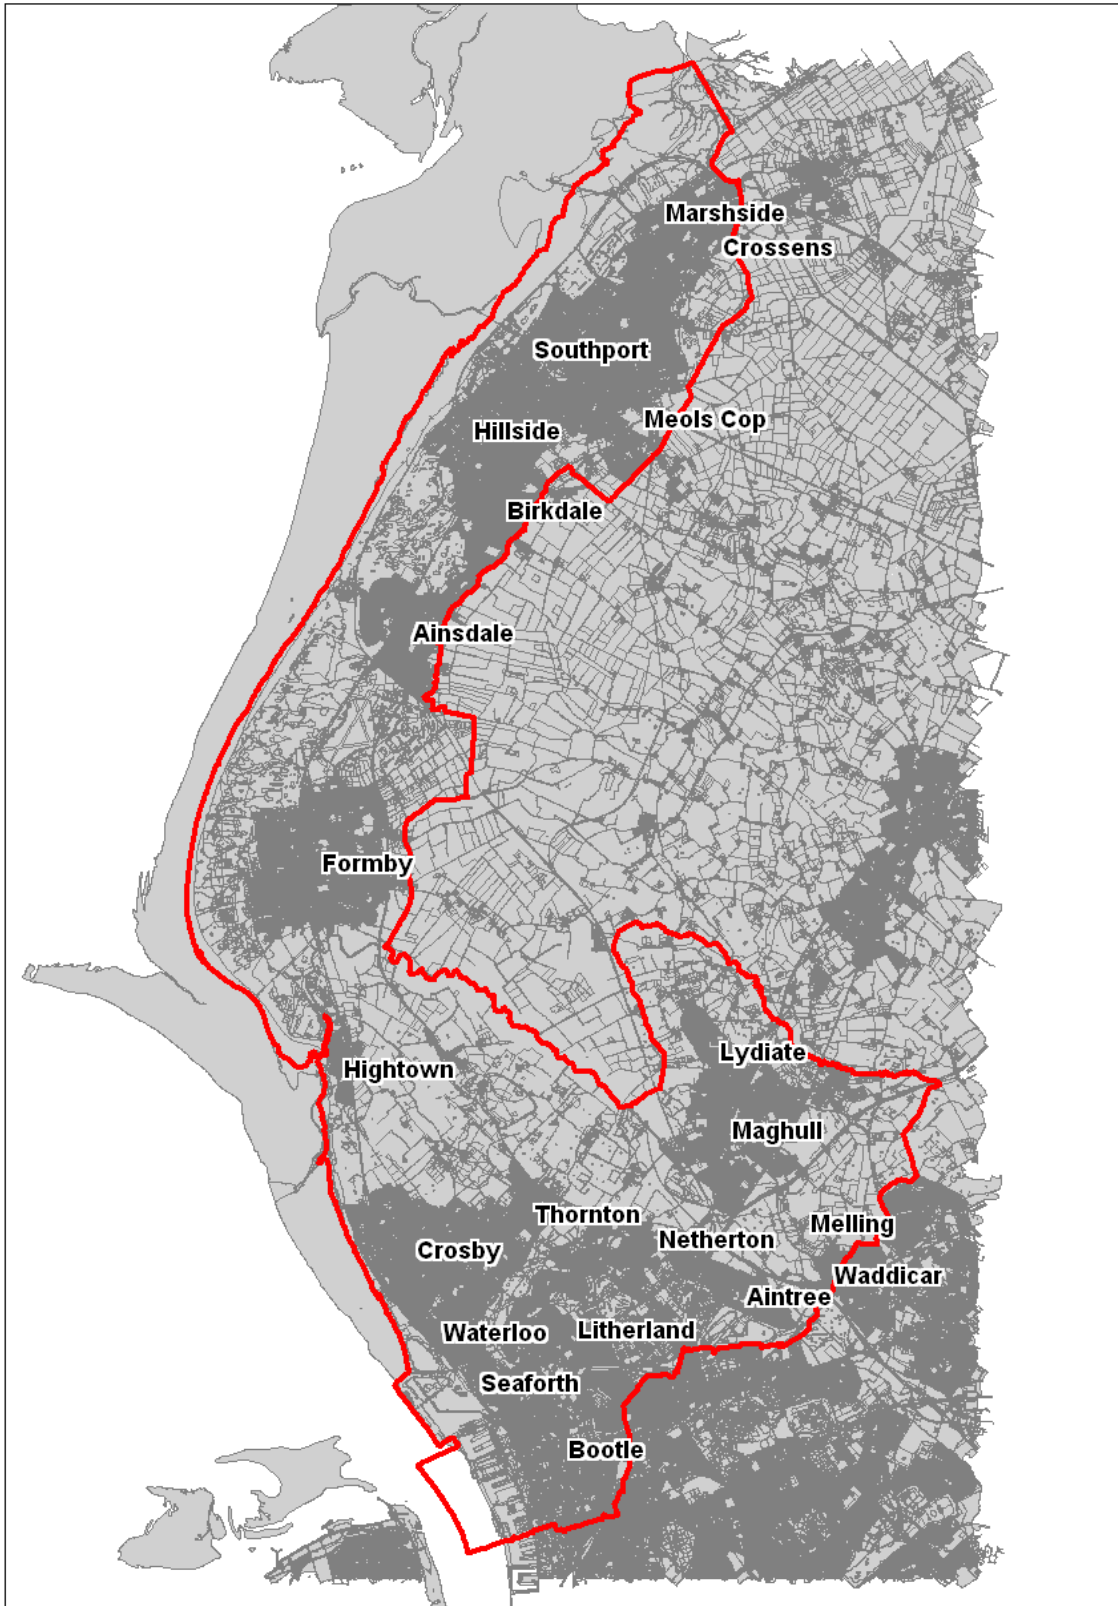 Marshside
Crossens
Southport
Meols Cop
Hillside
Birkdale
Ainsdale
Formby
Lydiate
Hightown
Maghull
Thornton
Melling
Netherton
Crosby
Waddicar
Aintree
Waterloo
Litherland
Seaforth
Bootle